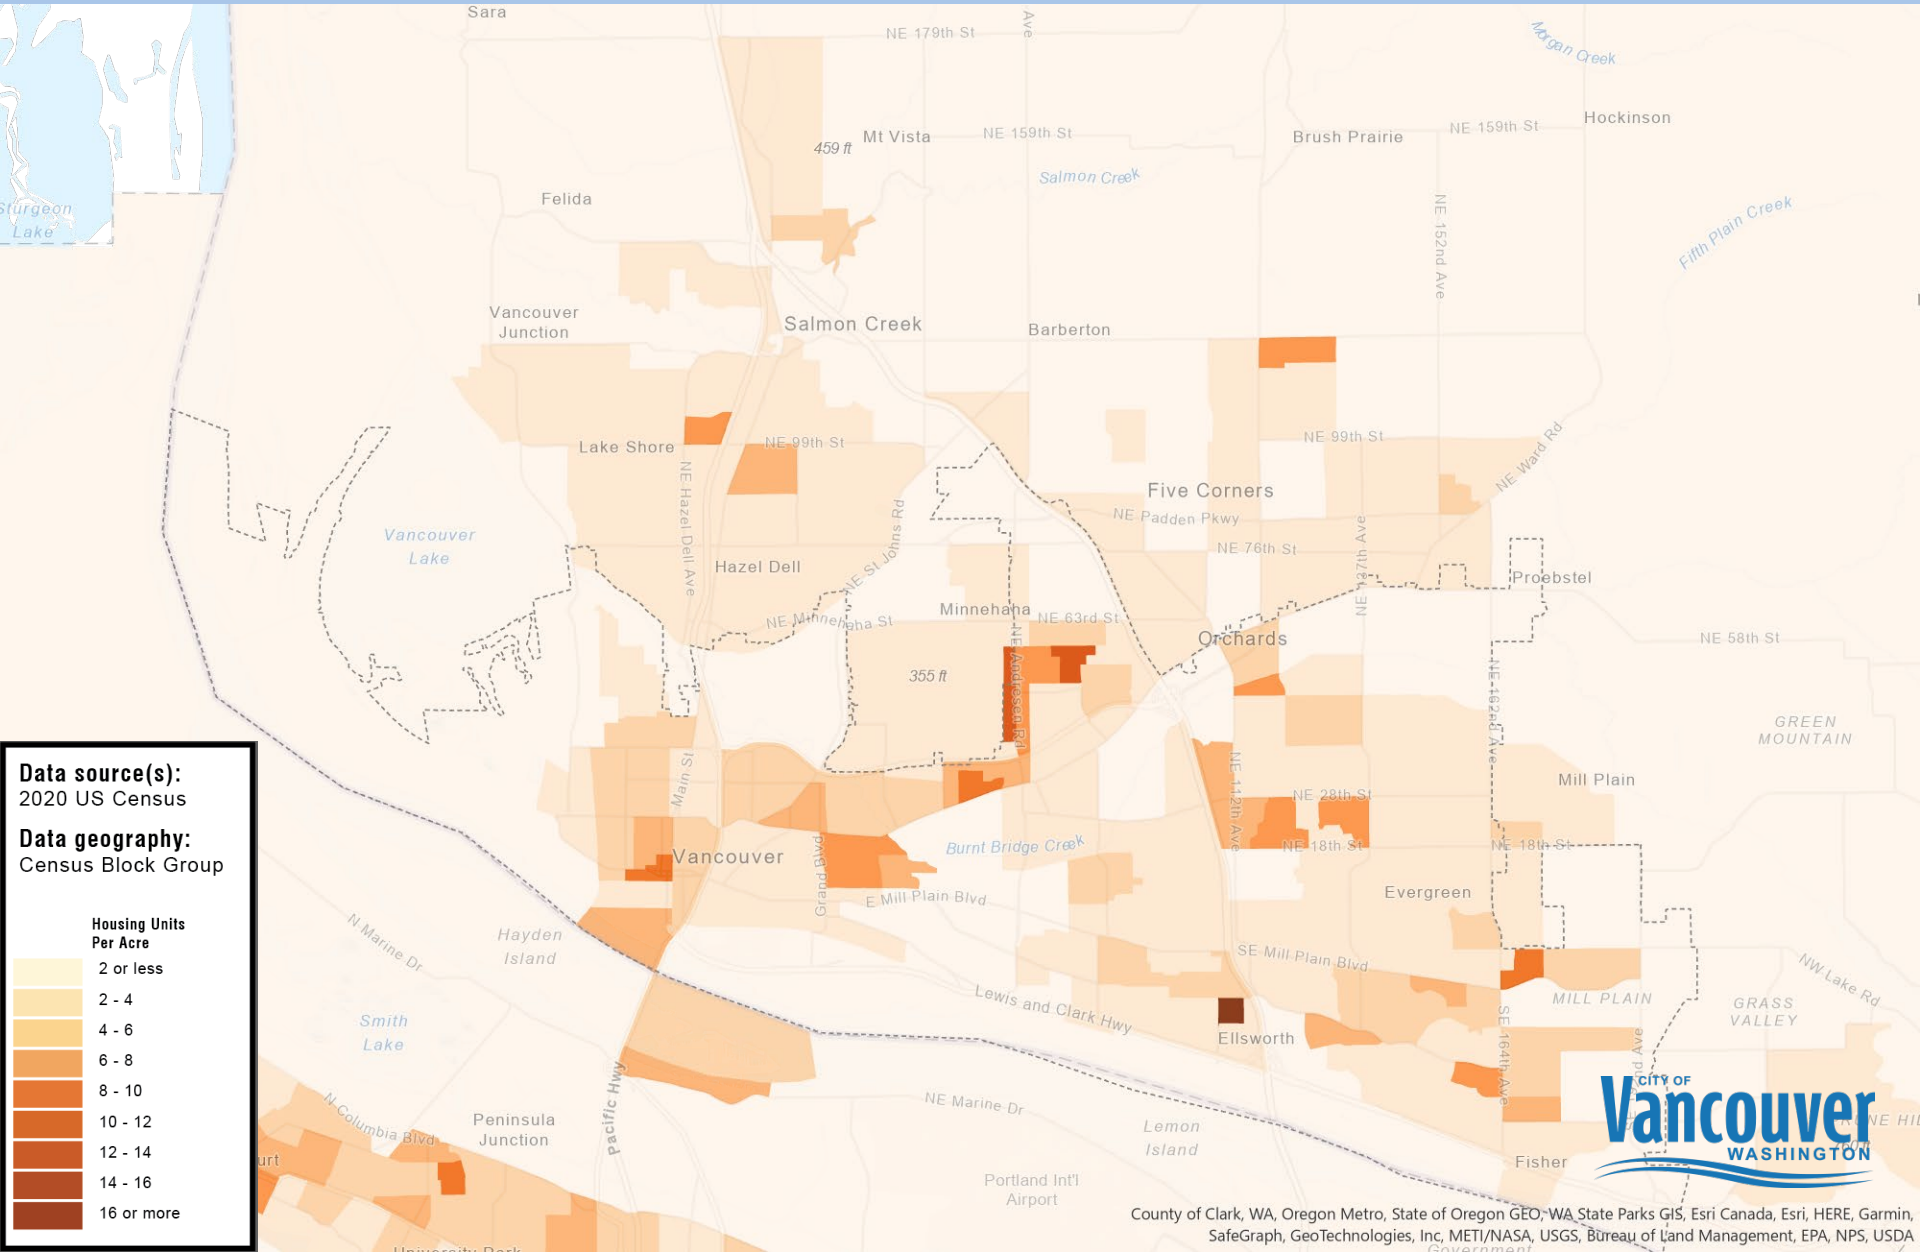 Sara
NE 179th St
Ave
Morgan Creek
Hockinson
Mt Vista
NE 159th St
Brush Prairie
NE 159th St
459 ft
Salmon Creek
Felida
Sturgeon
Lake
NE 152nd Ave
Fifth Plain Creek
Vancouver
Junction
Salmon Creek
Barberton
Lake Shore
NE 99th St
NE 99th St
NE Ward Rd
NE Hazel Dell Ave
Five Corners
NE Padden Pkwy
NE St Johns Rd
Vancouver
Lake
NE 76th St
NE 137th Ave
Hazel Dell
Proebstel
Minnehaha
NE Minnehaha St
NE 63rd St
Orchards
NE 58th St
355 ft
NE Andresen Rd
NE 162nd Ave
GREEN
MOUNTAIN
Main St
NE 112th Ave
Mill Plain
NE 28th St
Vancouver
Grand Blvd
Burnt Bridge Creek
NE 18th St
NE 18th St
Evergreen
E Mill Plain Blvd
N Marine Dr
Hayden
Island
SE Mill Plain Blvd
NW Lake Rd
Lewis and Clark Hwy
MILL PLAIN
GRASS
VALLEY
Smith
Lake
Ellsworth
SE 164th Ave
Pacific Hwy
N Columbia Blvd
Peninsula
Junction
NE Marine Dr
Lemon
Island
Portland Int'l
Airport
Fisher
urt
University Park
Government
Data source(s):
2020 US Census
Data geography:
Census Block Group
Housing Units
Per Acre
2 or less
2 - 4
4 - 6
6 - 8
8 - 10
10 - 12
12 - 14
14 - 16
16 or more
CITY OF
Vancouver
WASHINGTON
County of Clark, WA, Oregon Metro, State of Oregon GEO, WA State Parks GIS, Esri Canada, Esri, HERE, Garmin,
SafeGraph, GeoTechnologies, Inc, METI/NASA, USGS, Bureau of Land Management, EPA, NPS, USDA